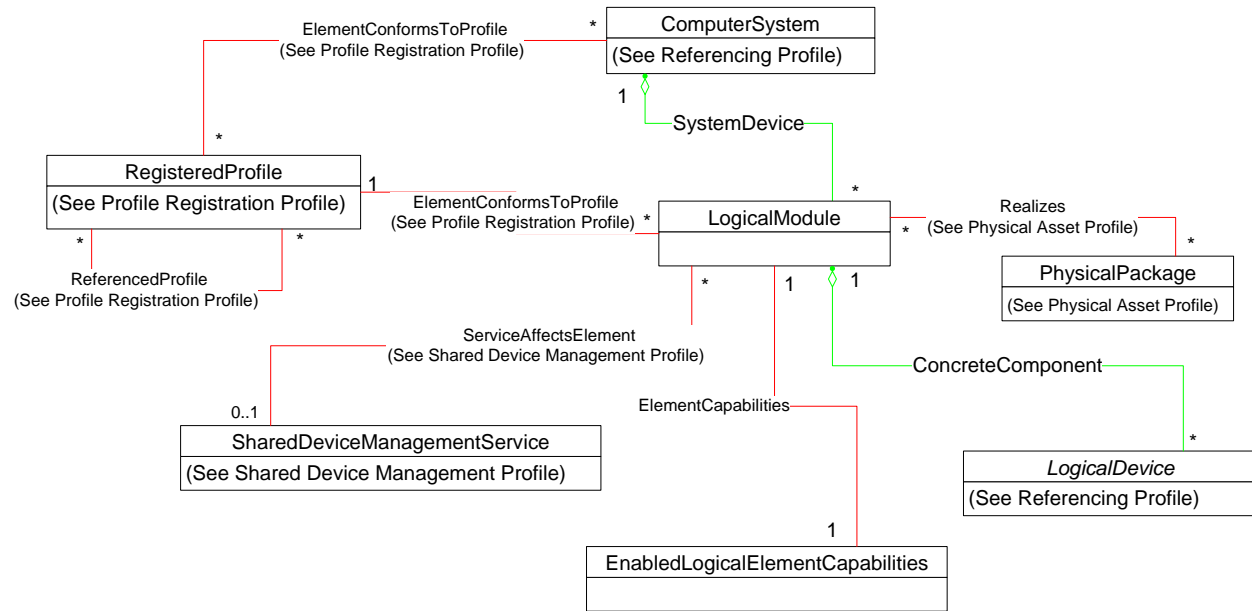 ElementConformsToProfile
(See Profile Registration Profile)
*
ComputerSystem
(See Referencing Profile)
1
SystemDevice
*
RegisteredProfile
(See Profile Registration Profile)
1
ElementConformsToProfile
(See Profile Registration Profile)
*
*
LogicalModule
*
Realizes
(See Physical Asset Profile)
*
PhysicalPackage
(See Physical Asset Profile)
*
*
ReferencedProfile
(See Profile Registration Profile)
*
1
1
ServiceAffectsElement
(See Shared Device Management Profile)
0..1
SharedDeviceManagementService
(See Shared Device Management Profile)
ConcreteComponent
ElementCapabilities
*
LogicalDevice
(See Referencing Profile)
1
EnabledLogicalElementCapabilities